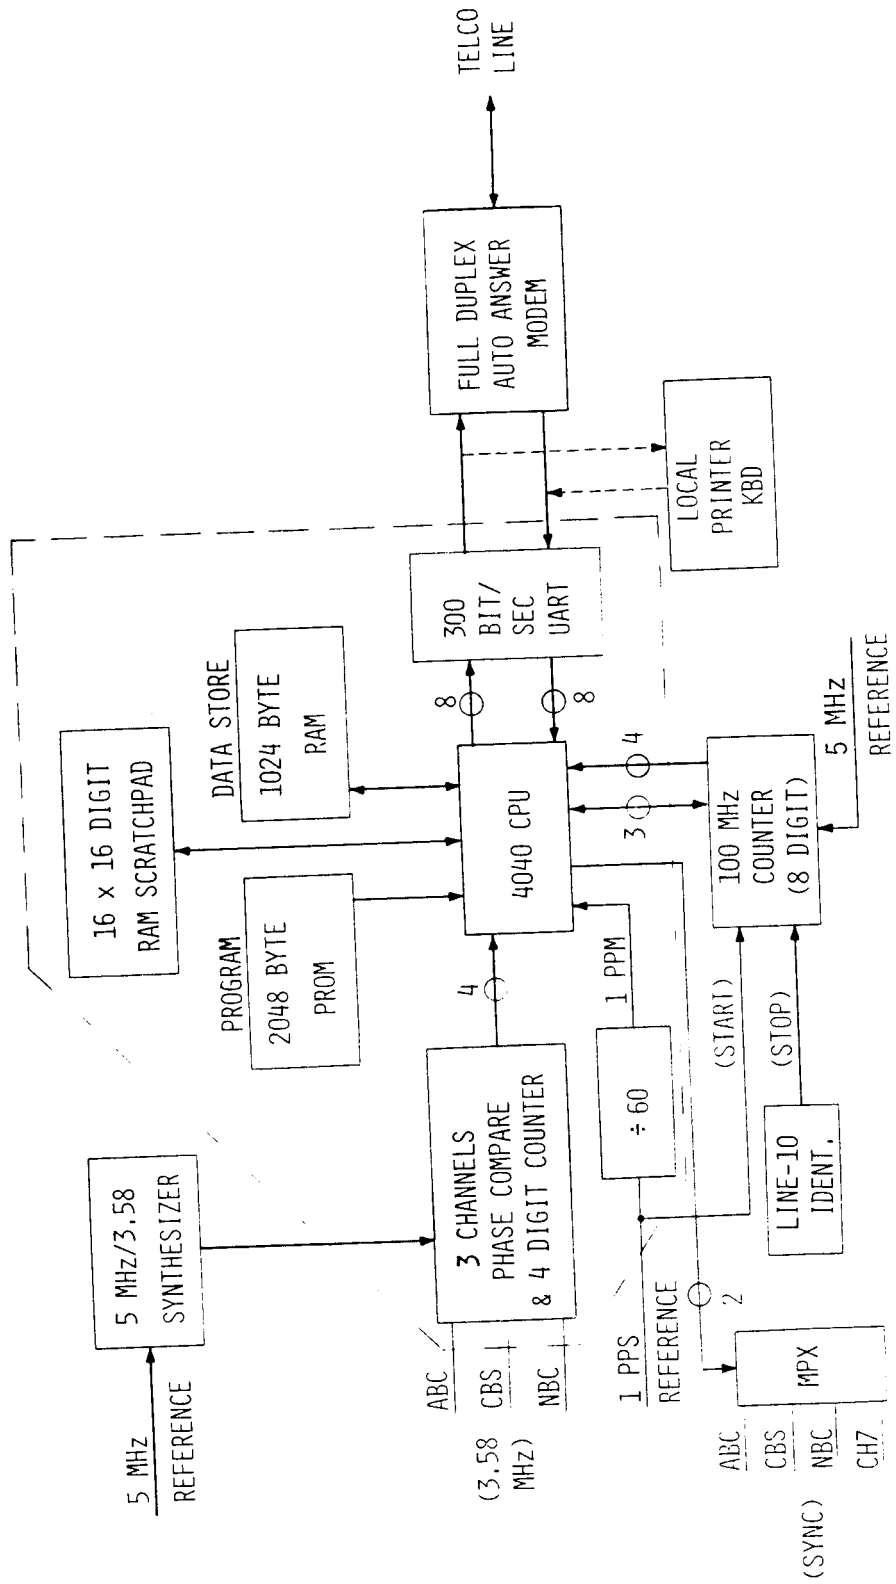 5 MHz
REFERENCE
5 MHz/3.58
SYNTHESIZER
16 x 16 DIGIT
RAM SCRATCHPAD
PROGRAM
2048 BYTE
PROM
DATA STORE
1024 BYTE
RAM
ABC
CBS
NBC
(3.58
MHz)
3 CHANNELS
PHASE COMPARE
& 4 DIGIT COUNTER
4
4040 CPU
8
8
300
BIT/
SEC
UART
FULL DUPLEX
AUTO ANSWER
MODEM
TELCO
LINE
LOCAL
PRINTER
KBD
1 PPS
REFERENCE
÷60
1 PPM
3
4
2
(START)
(STOP)
100 MHz
COUNTER
(8 DIGIT)
5 MHz
REFERENCE
LINE-10
IDENT.
MPX
ABC
CBS
NBC
CH7
(SYNC)